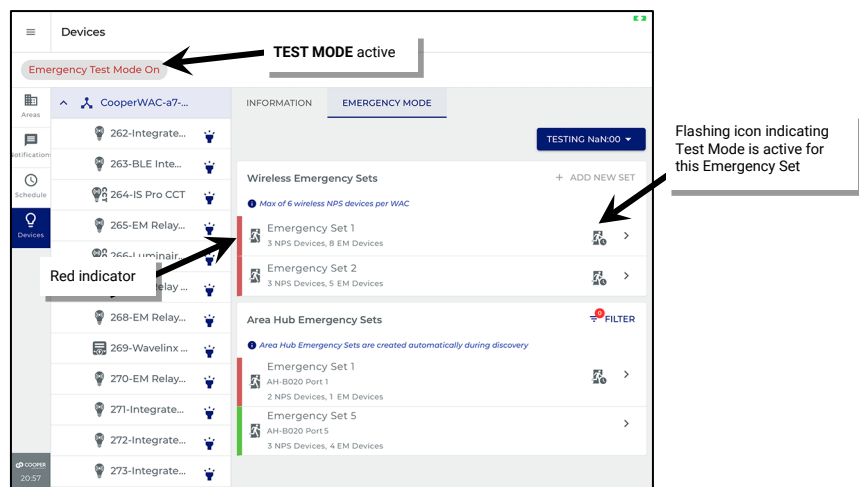 Devices
TEST MODE active
Emergency Test Mode On
Areas
CooperWAC-a7-...
INFORMATION
EMERGENCY MODE
262-Integrate...
TESTING NaN:00
Flashing icon indicating
Test Mode is active for
this Emergency Set
Notifications
263-BLE Inte...
Wireless Emergency Sets
+ ADD NEW SET
Schedule
264-IS Pro CCT
Max of 6 wireless NPS devices per WAC
Devices
265-EM Relay...
Emergency Set 1
3 NPS Devices, 8 EM Devices
266-Luminair...
Red indicator
Emergency Set 2
3 NPS Devices, 5 EM Devices
Relay ...
268-EM Relay...
Area Hub Emergency Sets
0
FILTER
269-Wavelinx ...
Area Hub Emergency Sets are created automatically during discovery
270-EM Relay...
Emergency Set 1
AH-B020 Port 1
2 NPS Devices, 1 EM Devices
271-Integrate...
Emergency Set 5
AH-B020 Port 5
3 NPS Devices, 4 EM Devices
272-Integrate...
COOPER
20:57
273-Integrate...